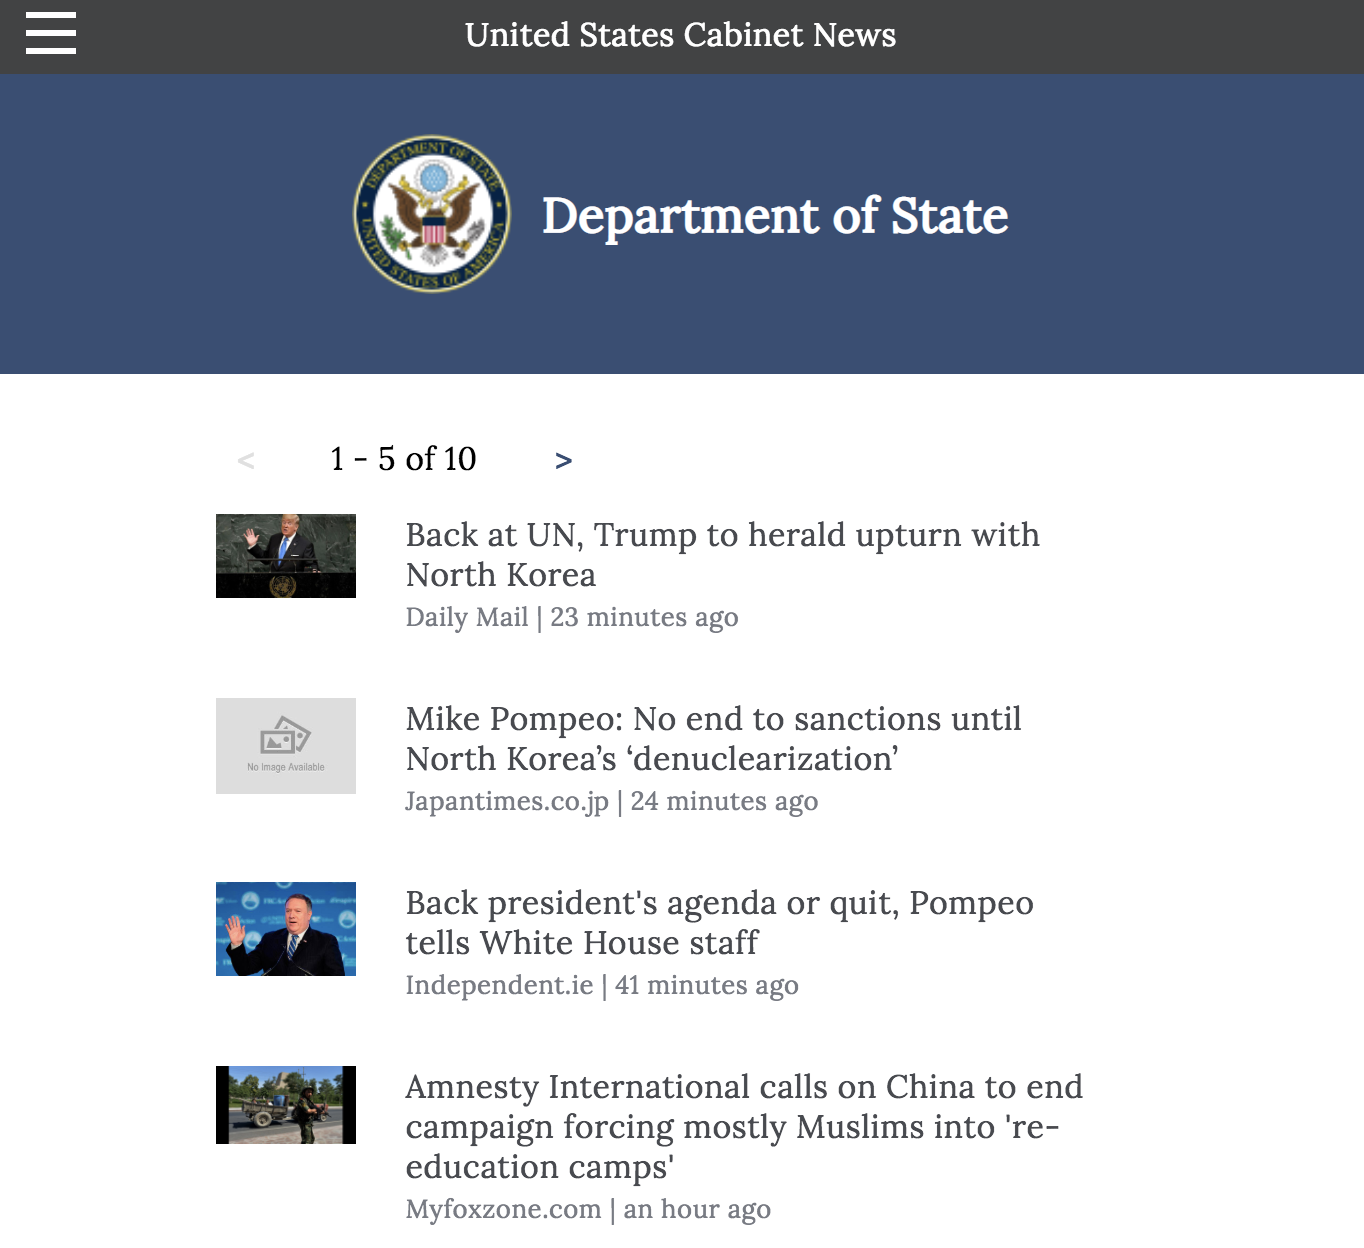 United States Cabinet News
DEPARTMENT OF STATE
UNITED STATES OF AMERICA
Department of State
< 1 - 5 of 10 >
Back at UN, Trump to herald upturn with
North Korea
Daily Mail | 23 minutes ago
No Image Available
Mike Pompeo: No end to sanctions until
North Korea’s ‘denuclearization’
Japantimes.co.jp | 24 minutes ago
Back president's agenda or quit, Pompeo
tells White House staff
Independent.ie | 41 minutes ago
Amnesty International calls on China to end
campaign forcing mostly Muslims into 're-
education camps'
Myfoxzone.com | an hour ago